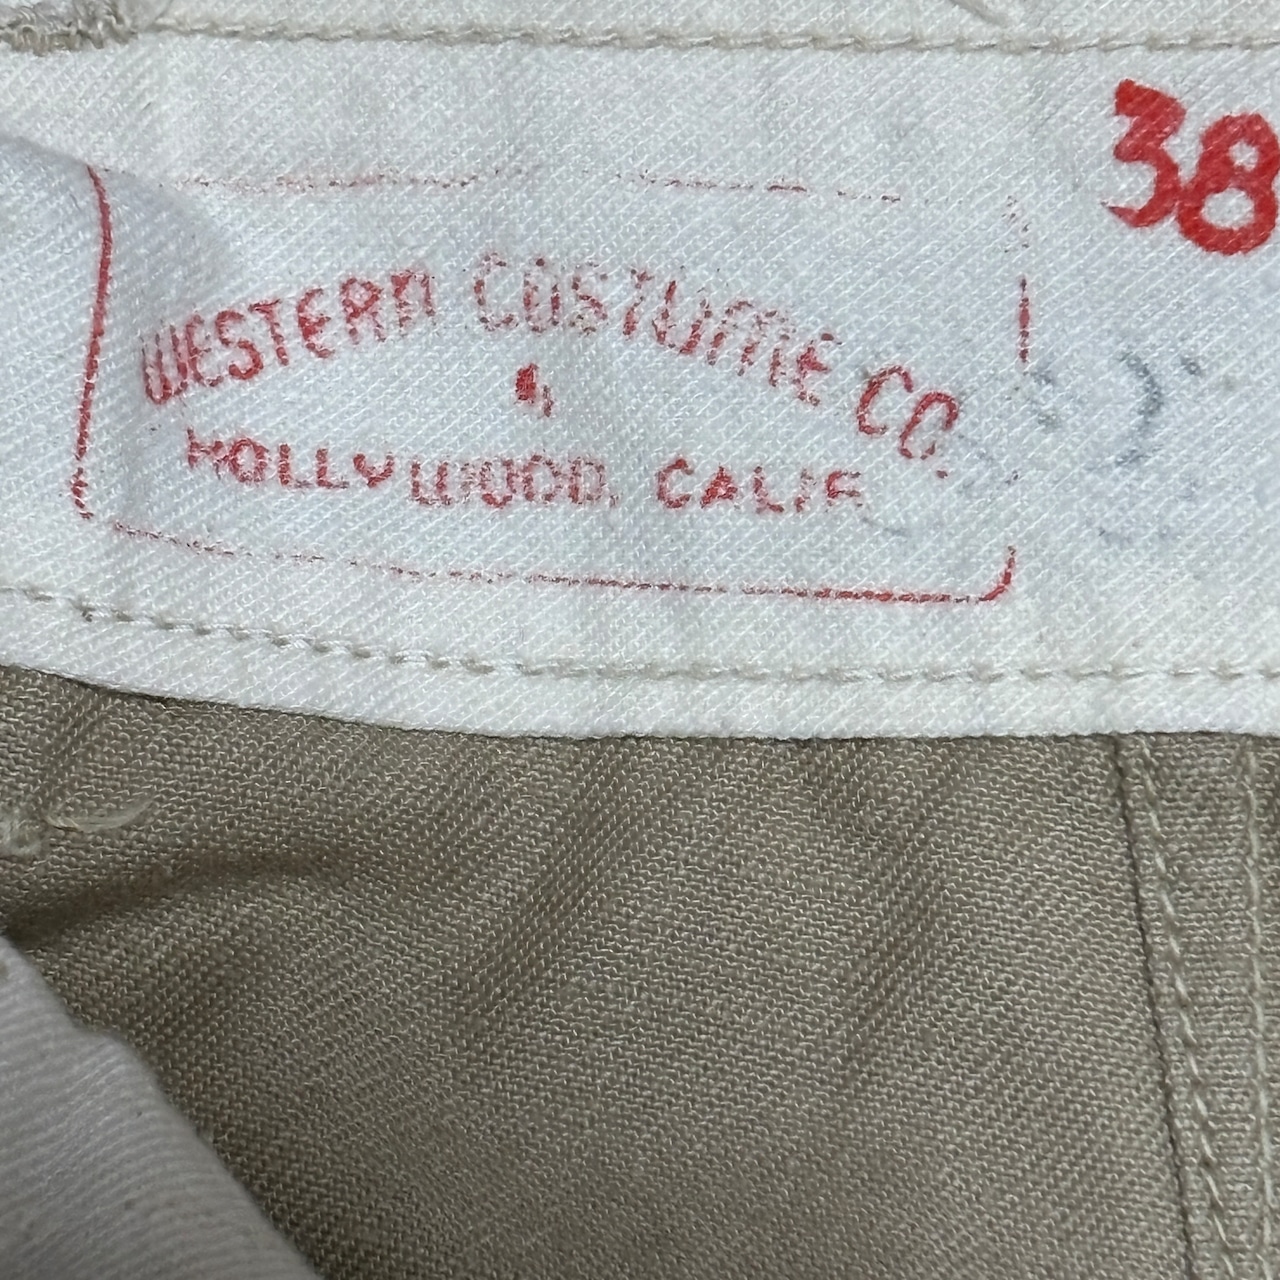 38
WESTERN COSTUME CO.
HOLLYWOOD, CALIF